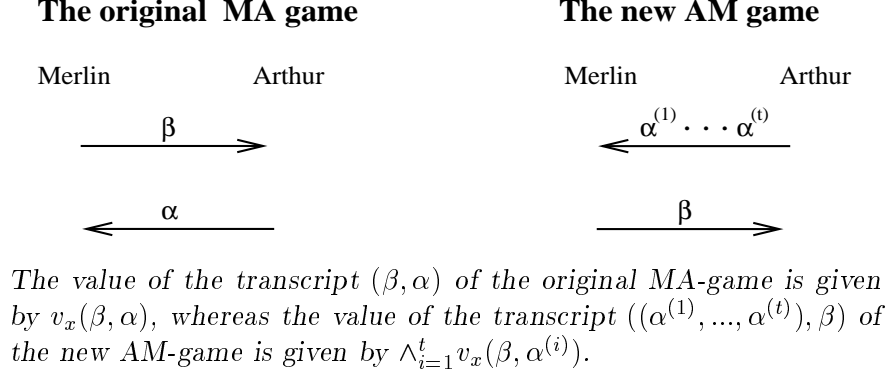 The original MA game The new AM game
Merlin Arthur Merlin Arthur
β α^(1) · · · α^(t)
α β
The value of the transcript (β, α) of the original MA-game is given
by v_x(β, α), whereas the value of the transcript ((α^(1), ..., α^(t)), β) of
the new AM-game is given by ∧_{i=1}^t v_x(β, α^(i)).